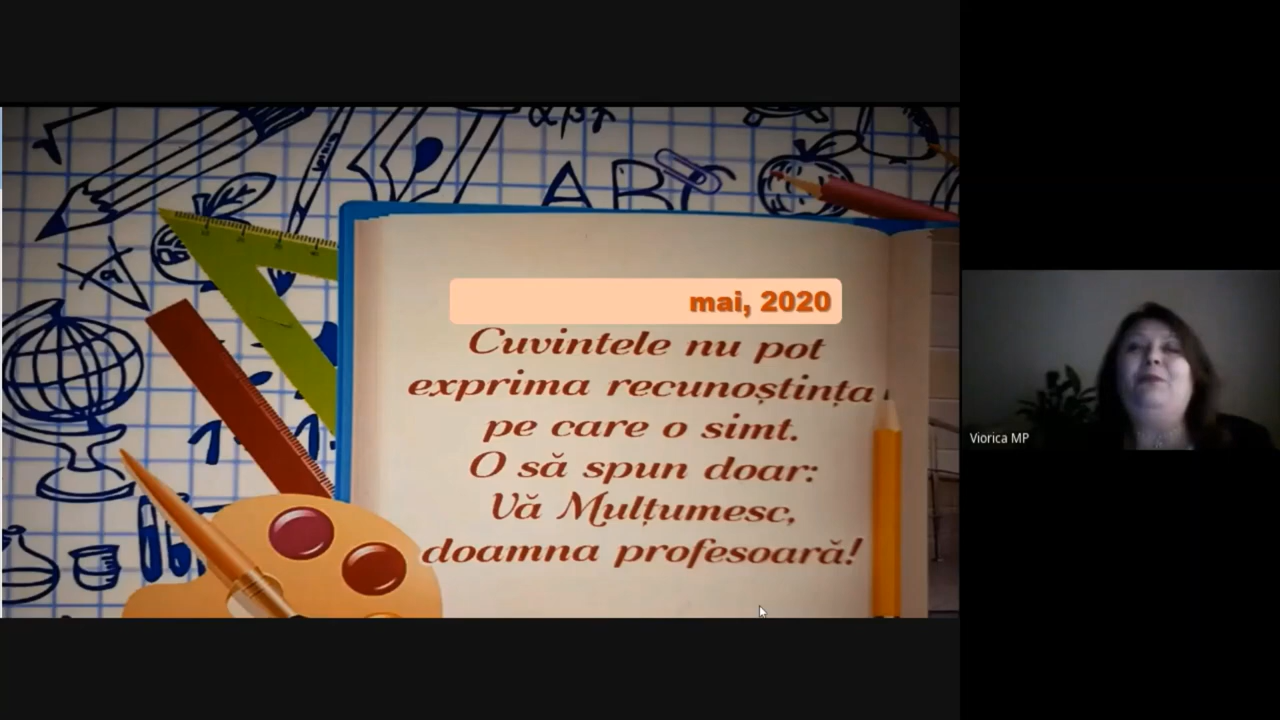 αβγ
ABC
mai, 2020
Cuvintele nu pot
exprima recunoștința
pe care o simt.
O să spun doar:
Vă Mulțumesc,
doamna profesoară!
Viorica MP